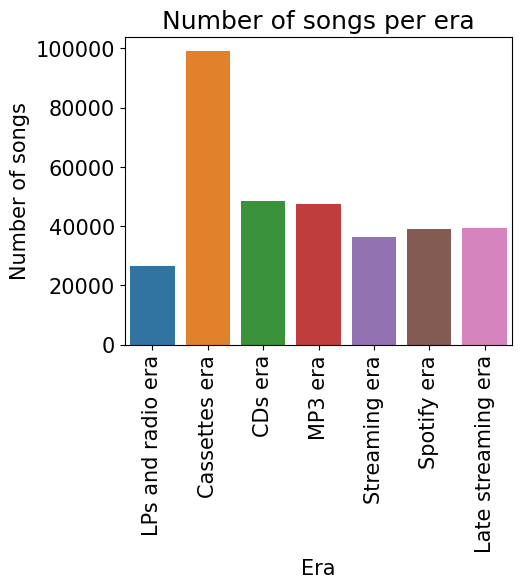 Number of songs per era
Number of songs
100000
80000
60000
40000
20000
0
LPs and radio era
Cassettes era
CDs era
MP3 era
Streaming era
Spotify era
Late streaming era
Era